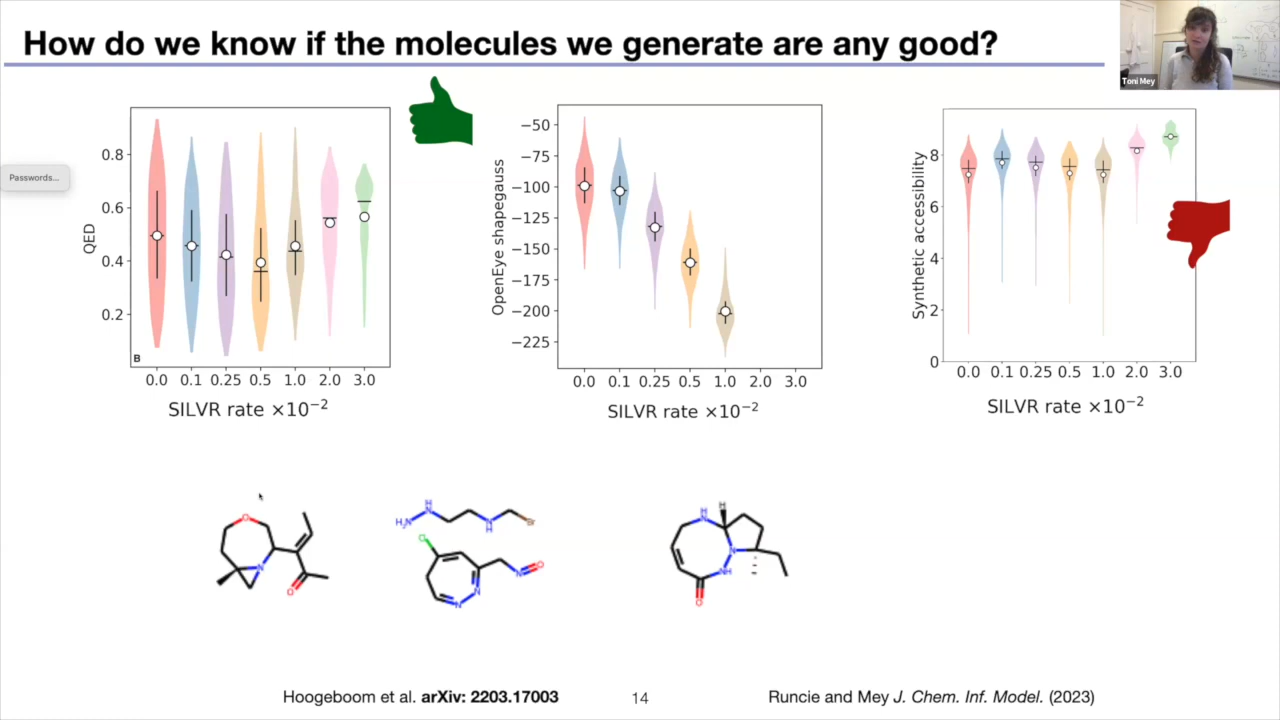 How do we know if the molecules we generate are any good?
Toni Mey
Passwords...
QED
0.8
0.6
0.4
0.2
B
0.0 0.1 0.25 0.5 1.0 2.0 3.0
SILVR rate ×10⁻²
OpenEye shapegauss
−50
−75
−100
−125
−150
−175
−200
−225
0.0 0.1 0.25 0.5 1.0 2.0 3.0
SILVR rate ×10⁻²
Synthetic accessibility
8
6
4
2
0
0.0 0.1 0.25 0.5 1.0 2.0 3.0
SILVR rate ×10⁻²
O
N
O
H₂N
H
N
N
H
Br
Cl
N
O
N
N
H
N
H
N
NH
O
Hoogeboom et al. arXiv: 2203.17003
14
Runcie and Mey J. Chem. Inf. Model. (2023)